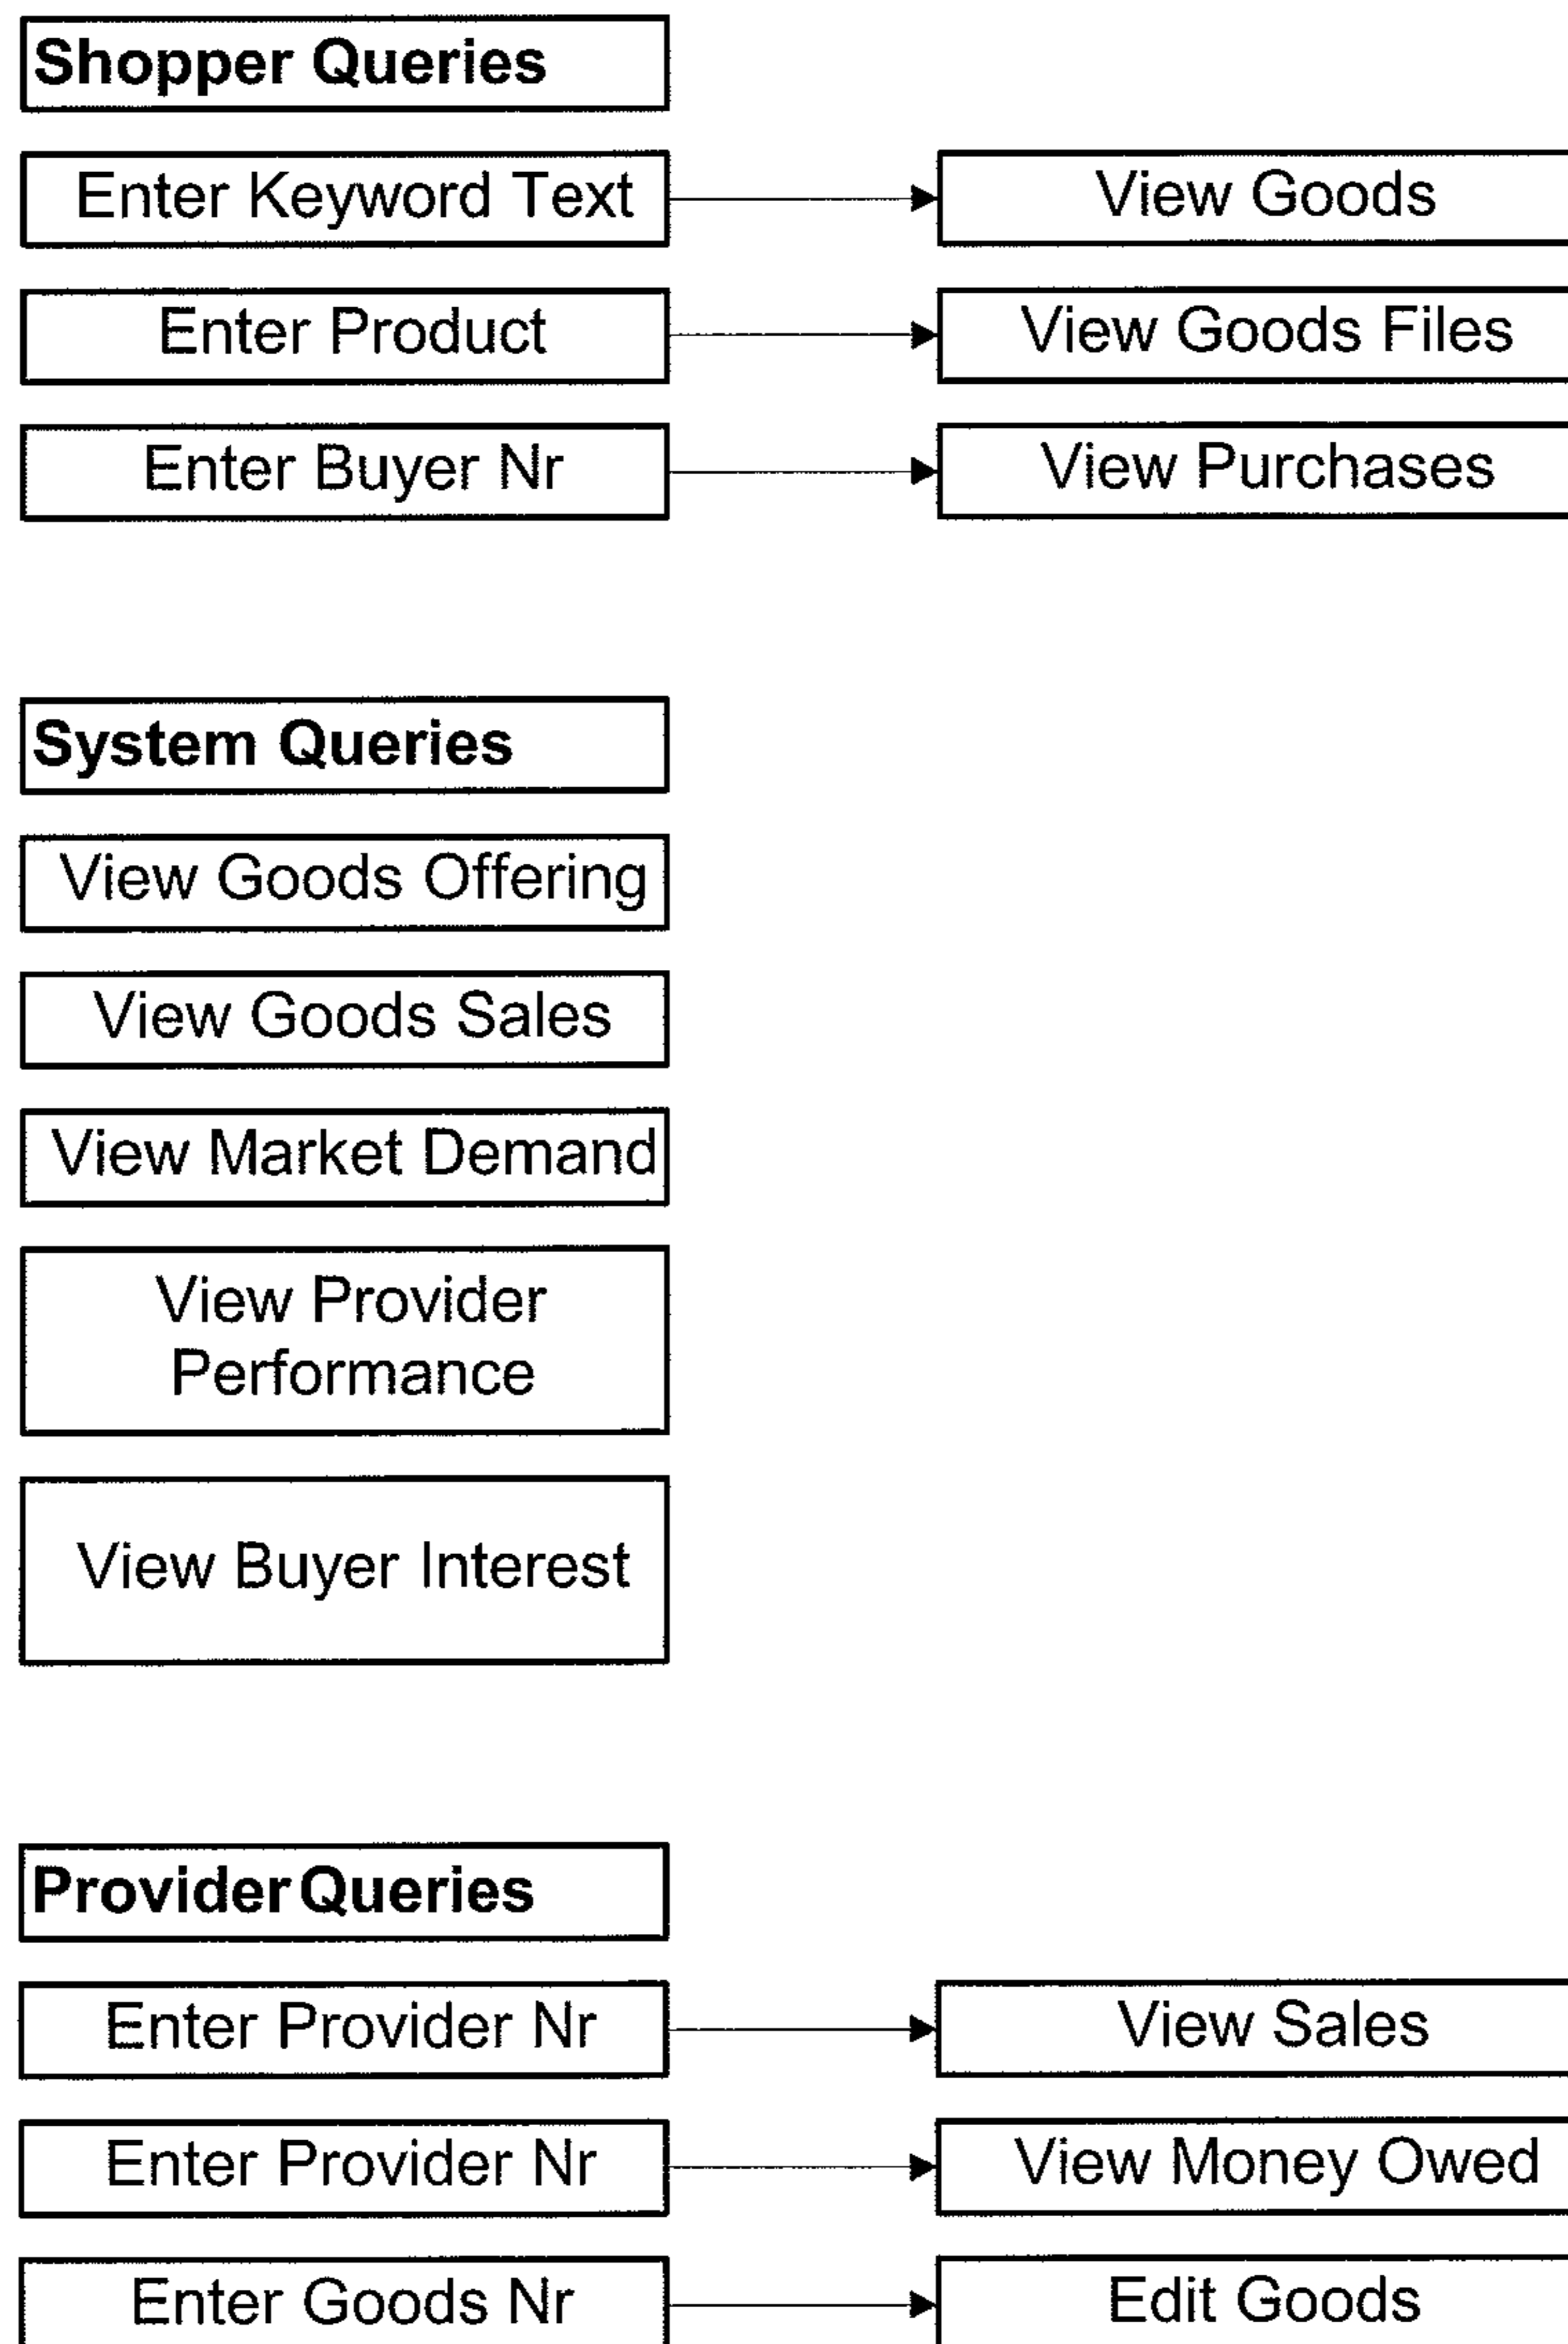 Shopper Queries
Enter Keyword Text
View Goods
Enter Product
View Goods Files
Enter Buyer Nr
View Purchases
System Queries
View Goods Offering
View Goods Sales
View Market Demand
View Provider
Performance
View Buyer Interest
Provider Queries
Enter Provider Nr
View Sales
Enter Provider Nr
View Money Owed
Enter Goods Nr
Edit Goods